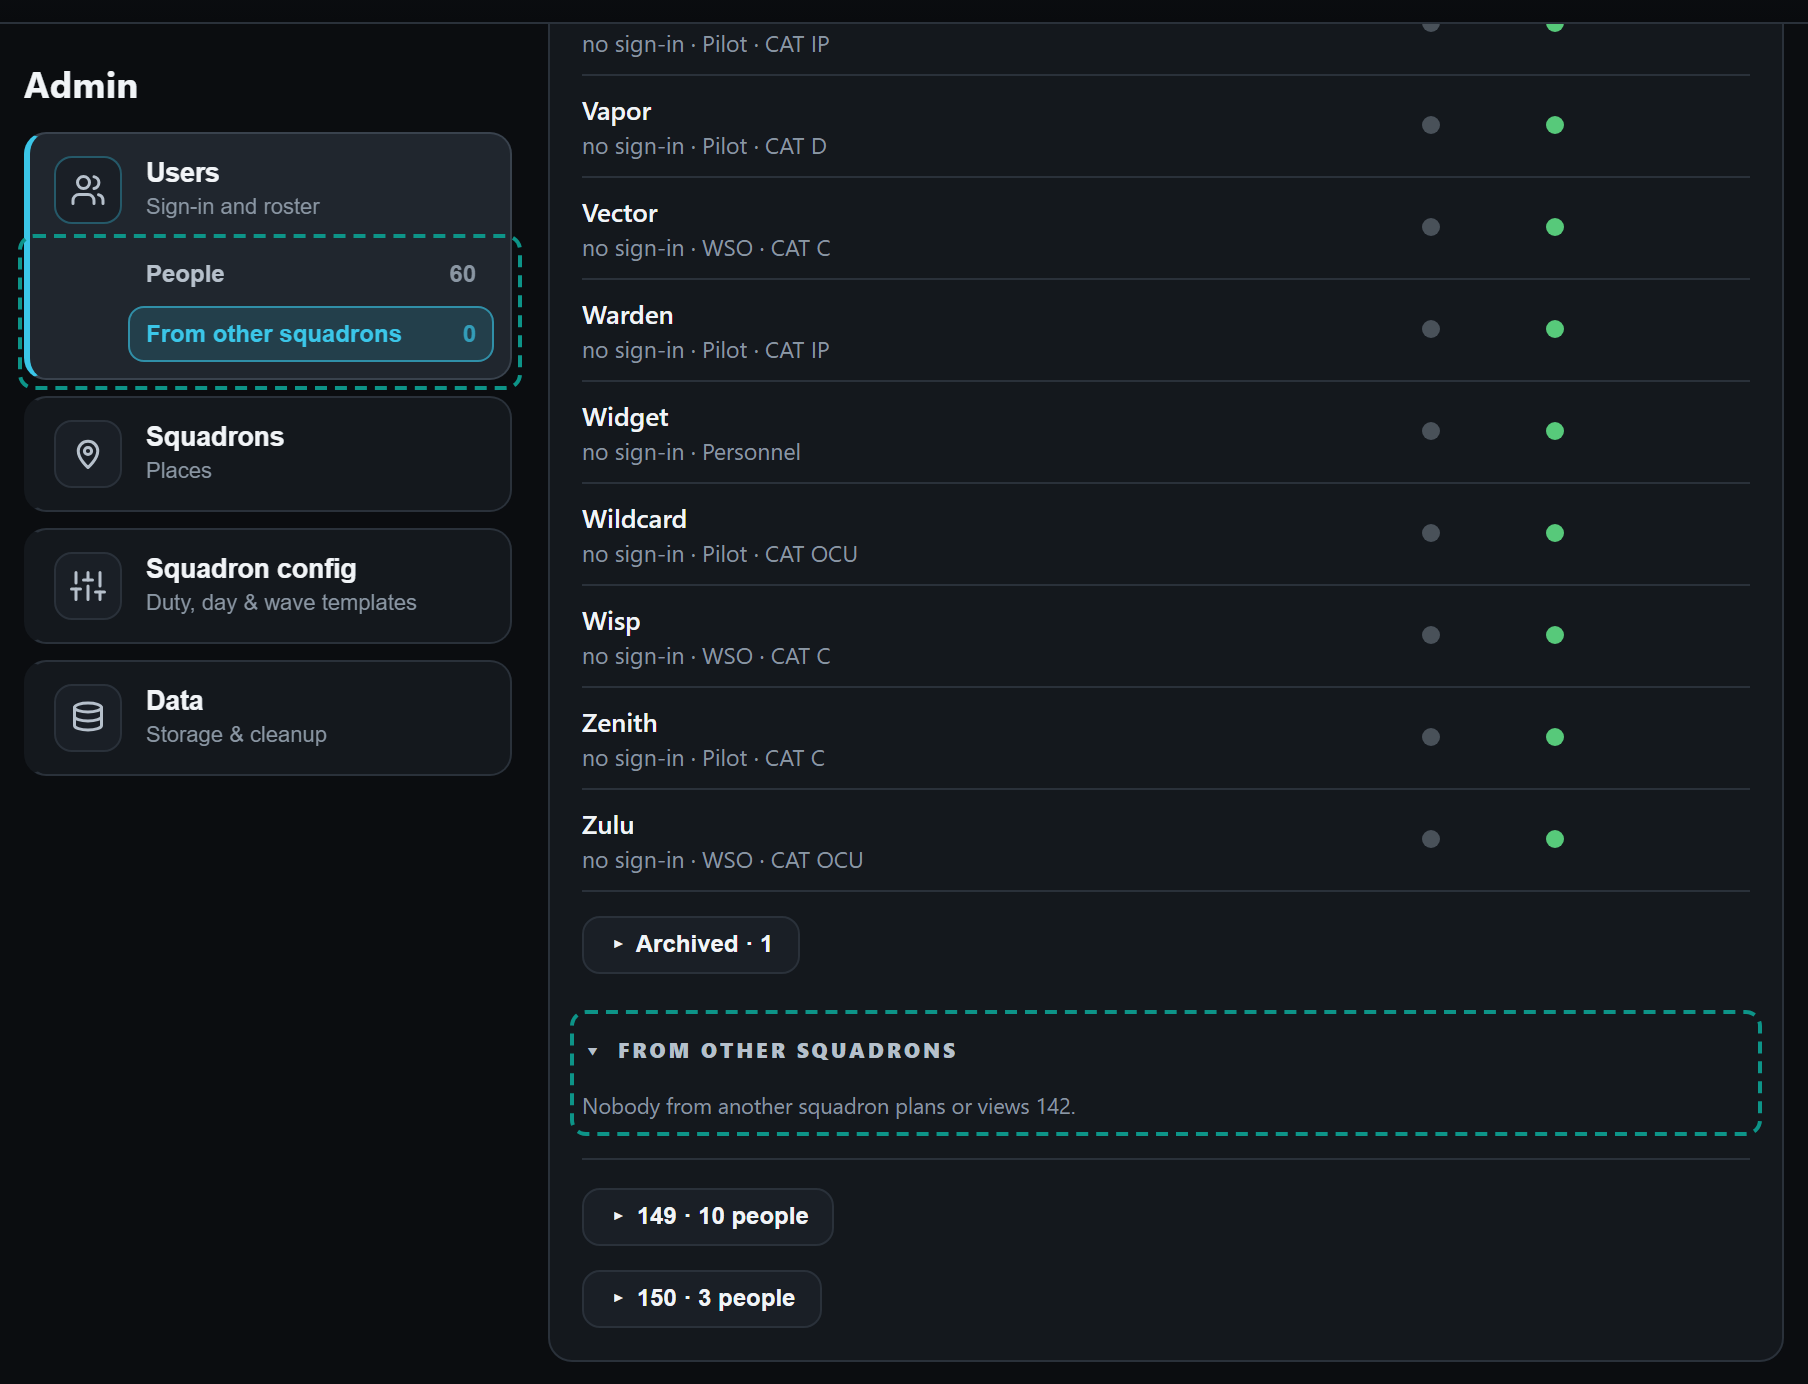 Admin
Users
Sign-in and roster
People 60
From other squadrons 0
Squadrons
Places
Squadron config
Duty, day & wave templates
Data
Storage & cleanup
no sign-in · Pilot · CAT IP
Vapor
no sign-in · Pilot · CAT D
Vector
no sign-in · WSO · CAT C
Warden
no sign-in · Pilot · CAT IP
Widget
no sign-in · Personnel
Wildcard
no sign-in · Pilot · CAT OCU
Wisp
no sign-in · WSO · CAT C
Zenith
no sign-in · Pilot · CAT C
Zulu
no sign-in · WSO · CAT OCU
Archived · 1
FROM OTHER SQUADRONS
Nobody from another squadron plans or views 142.
149 · 10 people
150 · 3 people